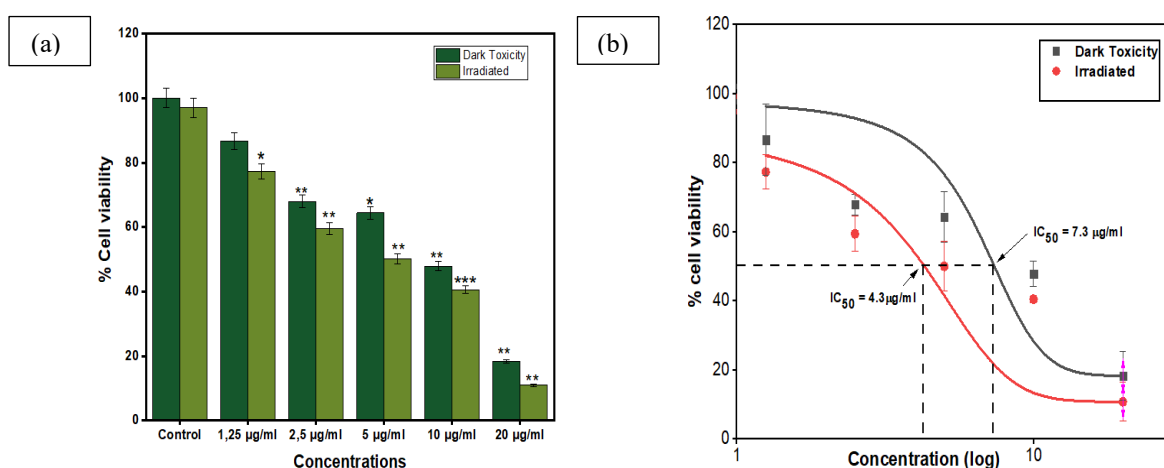 (a)
120
100
80
60
40
20
0
% Cell viability
Dark Toxicity
Irradiated
*
**
**
*
**
**
***
**
**
Control
1,25 µg/ml
2,5 µg/ml
5 µg/ml
10 µg/ml
20 µg/ml
Concentrations
(b)
120
100
80
60
40
20
0
% cell viability
Dark Toxicity
Irradiated
IC50 = 7.3 µg/ml
IC50 = 4.3µg/ml
1
10
Concentration (log)